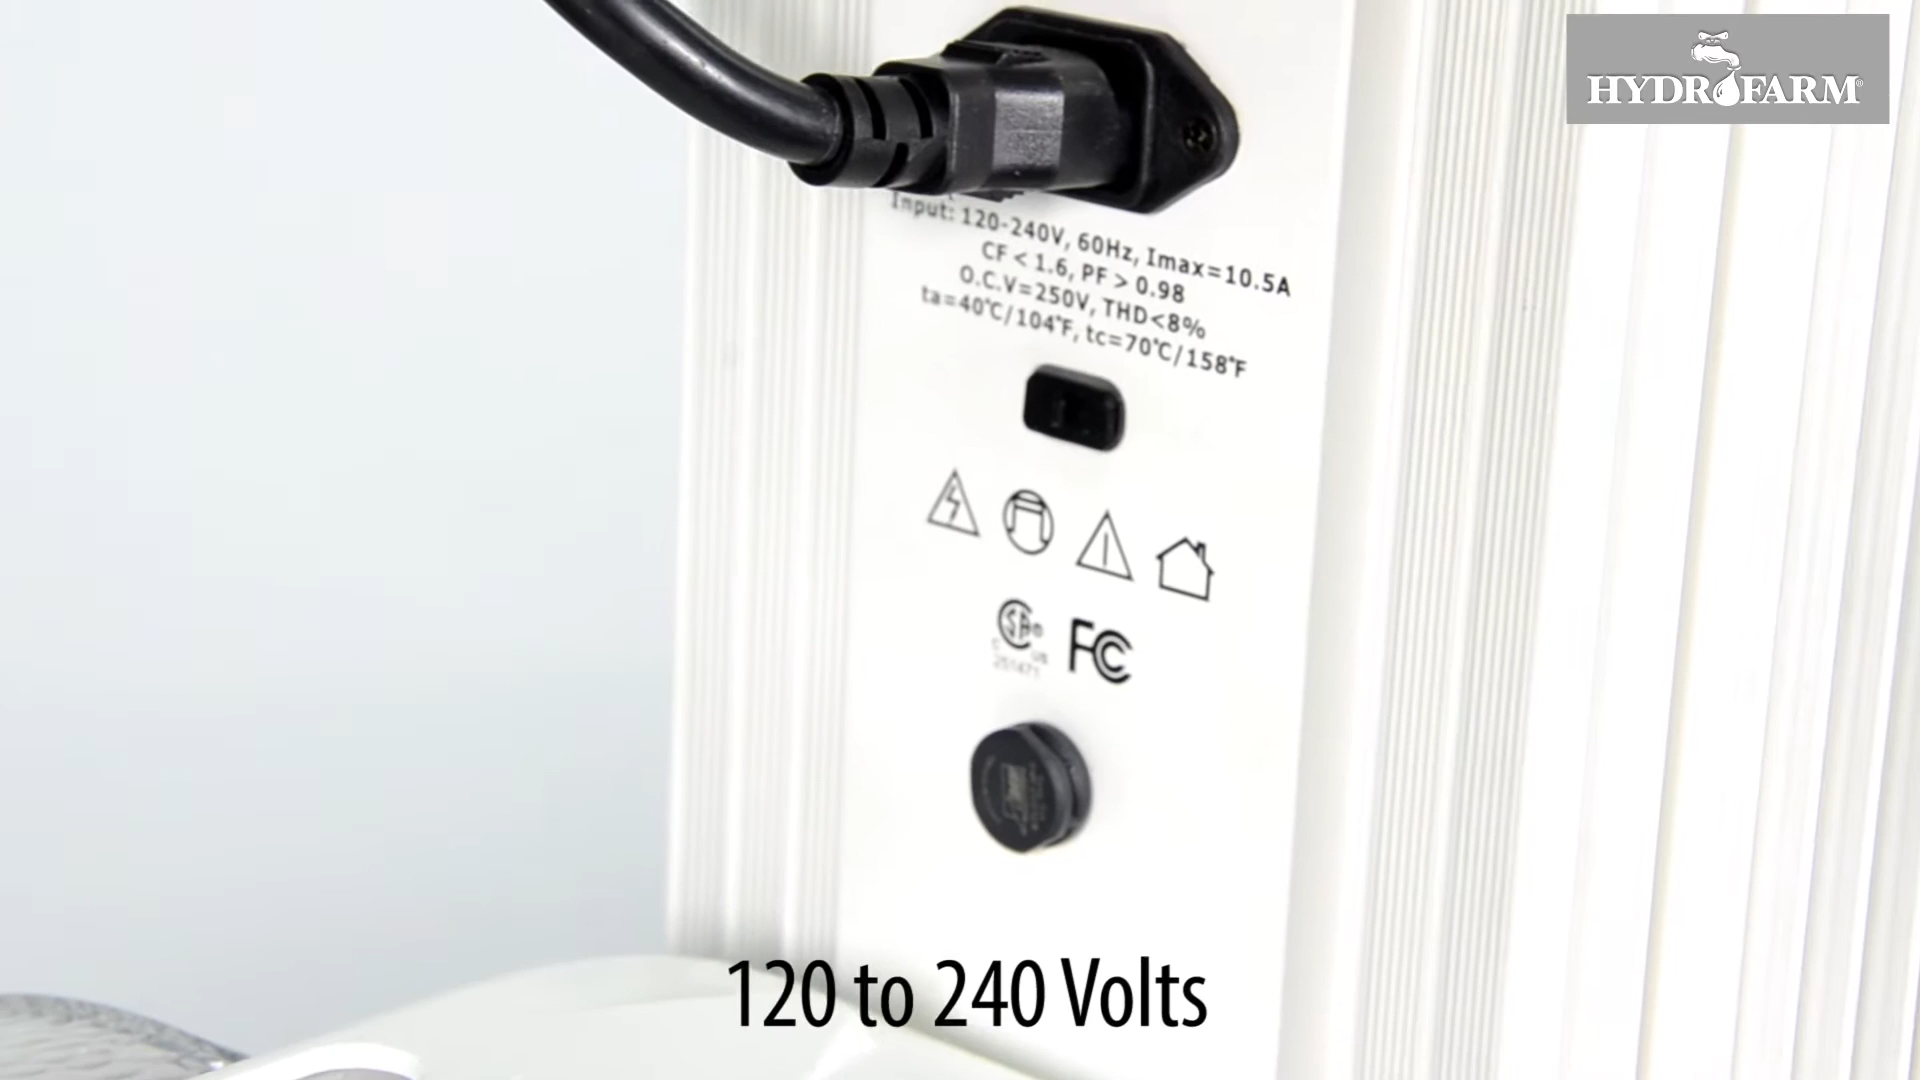 HYDROFARM®
Input: 120-240V, 60Hz, Imax=10.5A
CF < 1.6, PF > 0.98
O.C.V=250V, THD<8%
ta=40℃/104℉, tc=70℃/158℉
FC
120 to 240 Volts